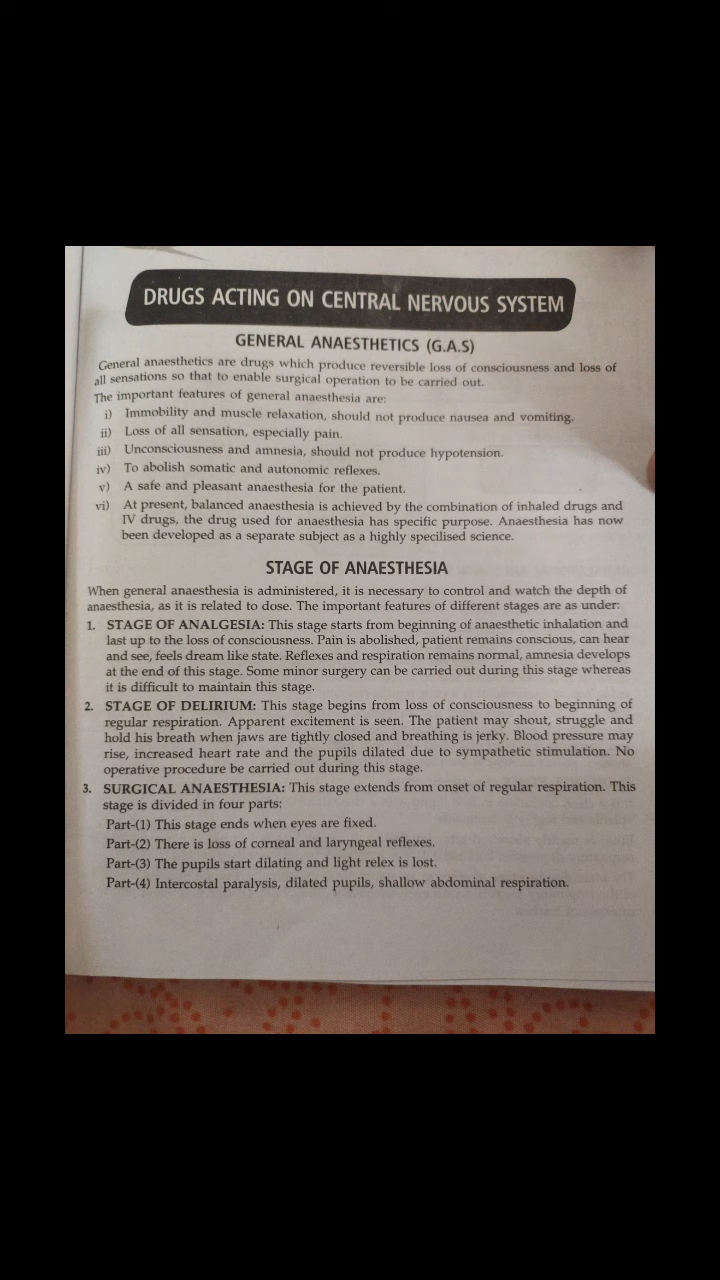 DRUGS ACTING ON CENTRAL NERVOUS SYSTEM
GENERAL ANAESTHETICS (G.A.S)
General anaesthetics are drugs which produce reversible loss of consciousness and loss of
all sensations so that to enable surgical operation to be carried out.
The important features of general anaesthesia are:
i) Immobility and muscle relaxation, should not produce nausea and vomiting.
ii) Loss of all sensation, especially pain.
iii) Unconsciousness and amnesia, should not produce hypotension.
iv) To abolish somatic and autonomic reflexes.
v) A safe and pleasant anaesthesia for the patient.
vi) At present, balanced anaesthesia is achieved by the combination of inhaled drugs and
IV drugs, the drug used for anaesthesia has specific purpose. Anaesthesia has now
been developed as a separate subject as a highly specilised science.
STAGE OF ANAESTHESIA
When general anaesthesia is administered, it is necessary to control and watch the depth of
anaesthesia, as it is related to dose. The important features of different stages are as under:
1. STAGE OF ANALGESIA: This stage starts from beginning of anaesthetic inhalation and
last up to the loss of consciousness. Pain is abolished, patient remains conscious, can hear
and see, feels dream like state. Reflexes and respiration remains normal, amnesia develops
at the end of this stage. Some minor surgery can be carried out during this stage whereas
it is difficult to maintain this stage.
2. STAGE OF DELIRIUM: This stage begins from loss of consciousness to beginning of
regular respiration. Apparent excitement is seen. The patient may shout, struggle and
hold his breath when jaws are tightly closed and breathing is jerky. Blood pressure may
rise, increased heart rate and the pupils dilated due to sympathetic stimulation. No
operative procedure be carried out during this stage.
3. SURGICAL ANAESTHESIA: This stage extends from onset of regular respiration. This
stage is divided in four parts:
Part-(1) This stage ends when eyes are fixed.
Part-(2) There is loss of corneal and laryngeal reflexes.
Part-(3) The pupils start dilating and light relex is lost.
Part-(4) Intercostal paralysis, dilated pupils, shallow abdominal respiration.